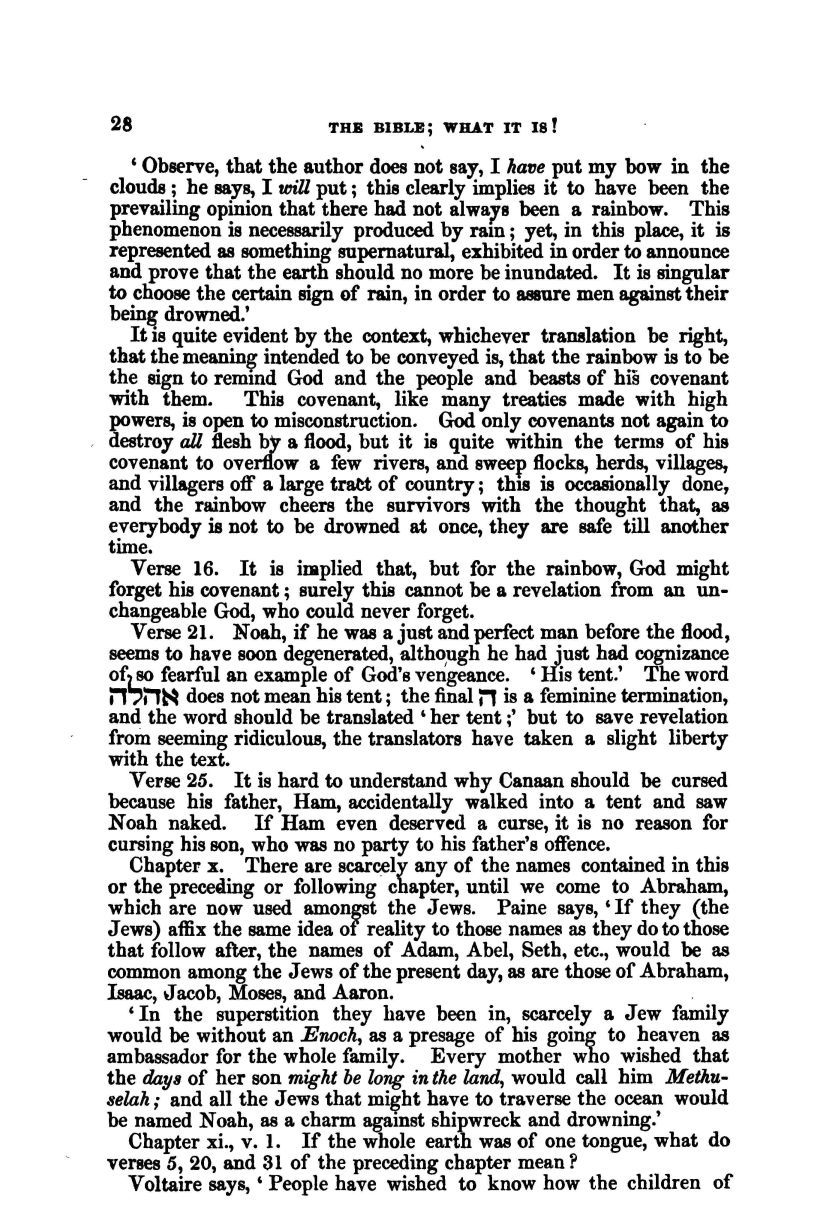 28 THE BIBLE; WHAT IT IS!
‘ Observe, that the author does not say, I have put my bow in the
clouds; he says, I will put; this clearly implies it to have been the
prevailing opinion that there had not always been a rainbow. This
phenomenon is necessarily produced by rain; yet, in this place, it is
represented as something supernatural, exhibited in order to announce
and prove that the earth should no more be inundated. It is singular
to choose the certain sign of rain, in order to assure men against their
being drowned.’
It is quite evident by the context, whichever translation be right,
that the meaning intended to be conveyed is, that the rainbow is to be
the sign to remind God and the people and beasts of his covenant
with them. This covenant, like many treaties made with high
powers, is open to misconstruction. God only covenants not again to
destroy all flesh by a flood, but it is quite within the terms of his
covenant to overflow a few rivers, and sweep flocks, herds, villages,
and villagers off a large tract of country; this is occasionally done,
and the rainbow cheers the survivors with the thought that, as
everybody is not to be drowned at once, they are safe till another
time.
Verse 16. It is implied that, but for the rainbow, God might
forget his covenant; surely this cannot be a revelation from an un-
changeable God, who could never forget.
Verse 21. Noah, if he was a just and perfect man before the flood,
seems to have soon degenerated, although he had just had cognizance
of, so fearful an example of God’s vengeance. ‘ His tent.’ The word
אהלה does not mean his tent; the final ה is a feminine termination,
and the word should be translated ‘ her tent;’ but to save revelation
from seeming ridiculous, the translators have taken a slight liberty
with the text.
Verse 25. It is hard to understand why Canaan should be cursed
because his father, Ham, accidentally walked into a tent and saw
Noah naked. If Ham even deserved a curse, it is no reason for
cursing his son, who was no party to his father’s offence.
Chapter x. There are scarcely any of the names contained in this
or the preceding or following chapter, until we come to Abraham,
which are now used amongst the Jews. Paine says, ‘ If they (the
Jews) affix the same idea of reality to those names as they do to those
that follow after, the names of Adam, Abel, Seth, etc., would be as
common among the Jews of the present day, as are those of Abraham,
Isaac, Jacob, Moses, and Aaron.
‘ In the superstition they have been in, scarcely a Jew family
would be without an Enoch, as a presage of his going to heaven as
ambassador for the whole family. Every mother who wished that
the days of her son might be long in the land, would call him Methu-
selah; and all the Jews that might have to traverse the ocean would
be named Noah, as a charm against shipwreck and drowning.’
Chapter xi., v. 1. If the whole earth was of one tongue, what do
verses 5, 20, and 31 of the preceding chapter mean?
Voltaire says, ‘ People have wished to know how the children of